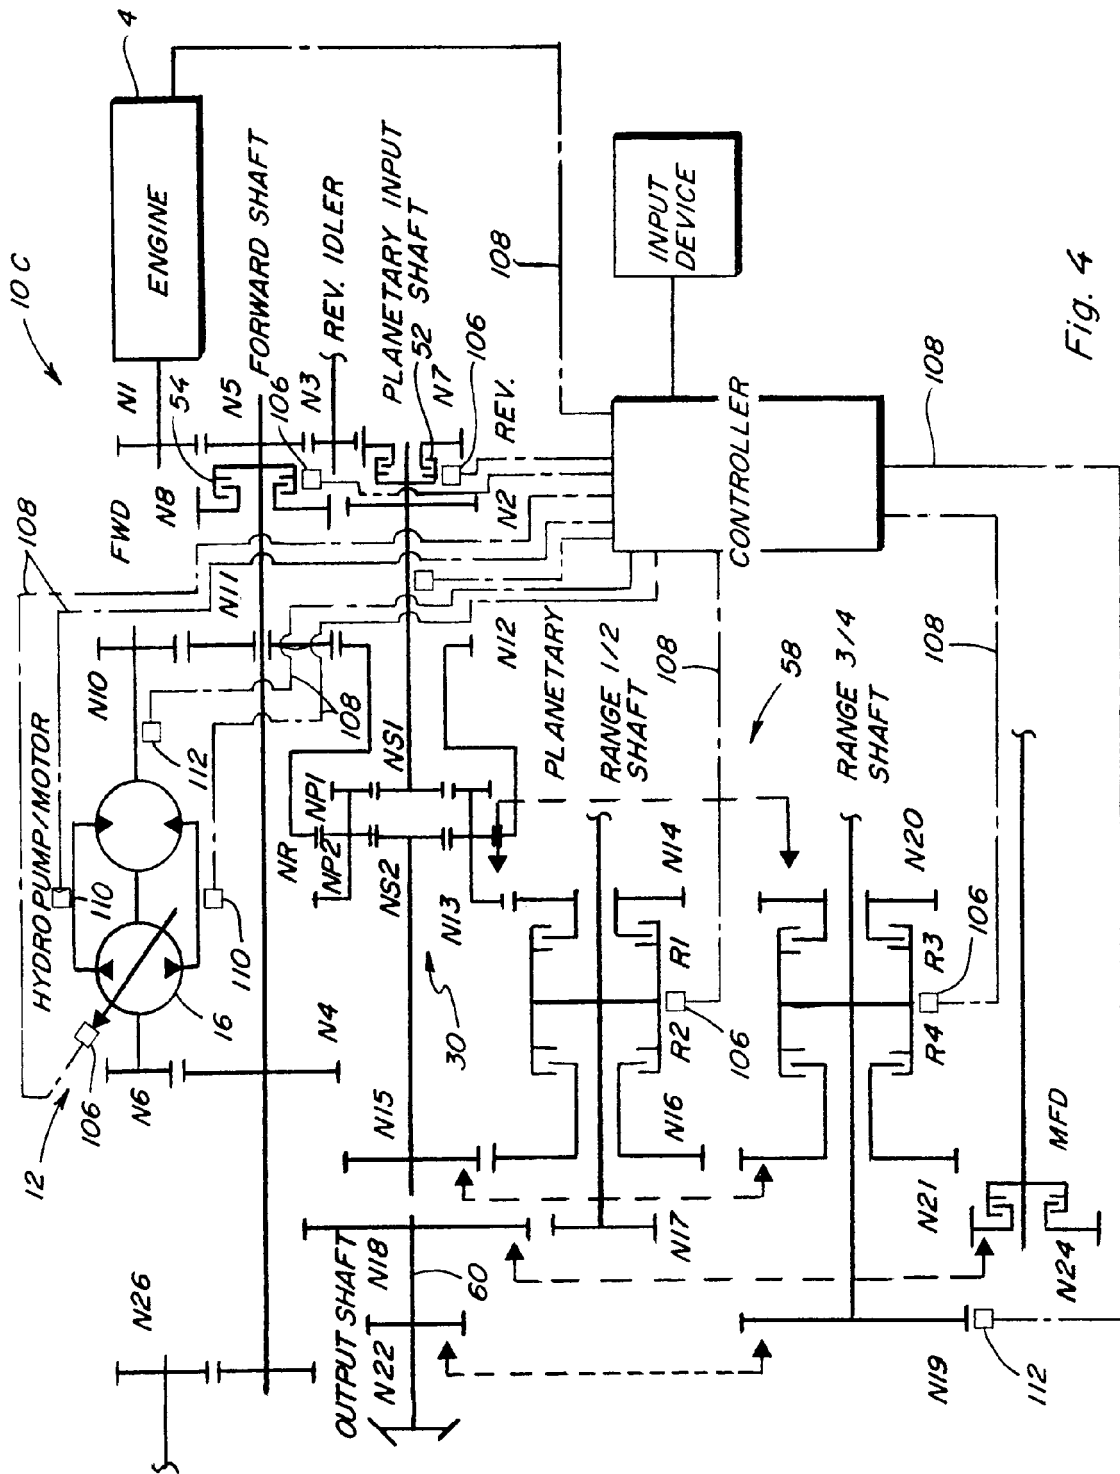 10 C
4
ENGINE
N1
54
N5
FORWARD SHAFT
106
N3
REV. IDLER
PLANETARY INPUT
SHAFT
52
N7
106
REV.
108
INPUT
DEVICE
CONTROLLER
108
108
FWD
N8
N2
N11
N10
HYDRO PUMP/MOTOR
112
108
110
110
16
106
12
N6
N4
N12
NS1
NP1
NR
NP2
NS2
N13
30
PLANETARY
RANGE 1/2
SHAFT
108
58
RANGE 3/4
SHAFT
108
N14
R1
R2
106
N20
R3
R4
106
N15
N16
N17
N21
MFD
N24
N26
OUTPUT SHAFT
N18
60
N22
N19
112
Fig. 4